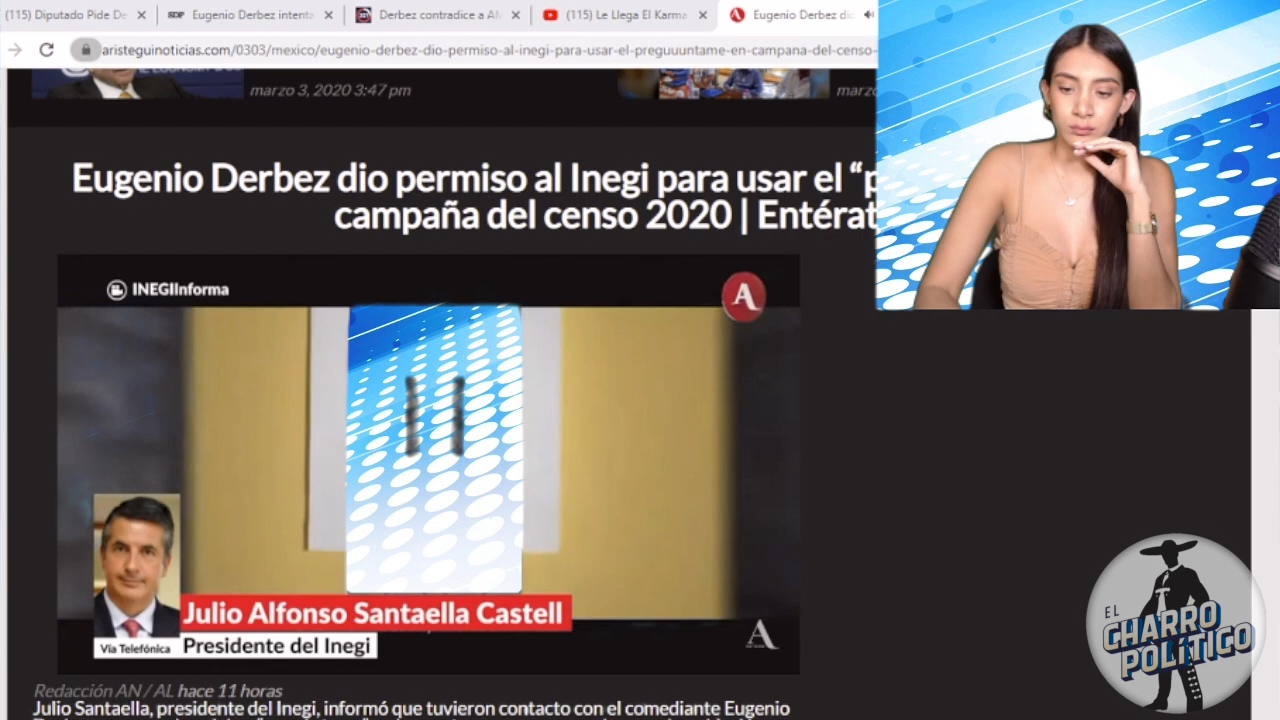 (115) Diputado Pide De
SDP Eugenio Derbez intenta
Derbez contradice a AM
(115) Le Llega El Karma
Eugenio Derbez dio
aristeguinoticias.com/0303/mexico/eugenio-derbez-dio-permiso-al-inegi-para-usar-el-preguuuntame-en-campana-del-censo-
marzo 3, 2020 3:47 pm
marzo
Eugenio Derbez dio permiso al Inegi para usar el “p
campaña del censo 2020 | Entérat
INEGIInforma
A
Julio Alfonso Santaella Castell
Vía Telefónica
Presidente del Inegi
A
EL
CHARRO
POLÍTICO
Redacción AN / AL hace 11 horas
Julio Santaella, presidente del Inegi, informó que tuvieron contacto con el comediante Eugenio